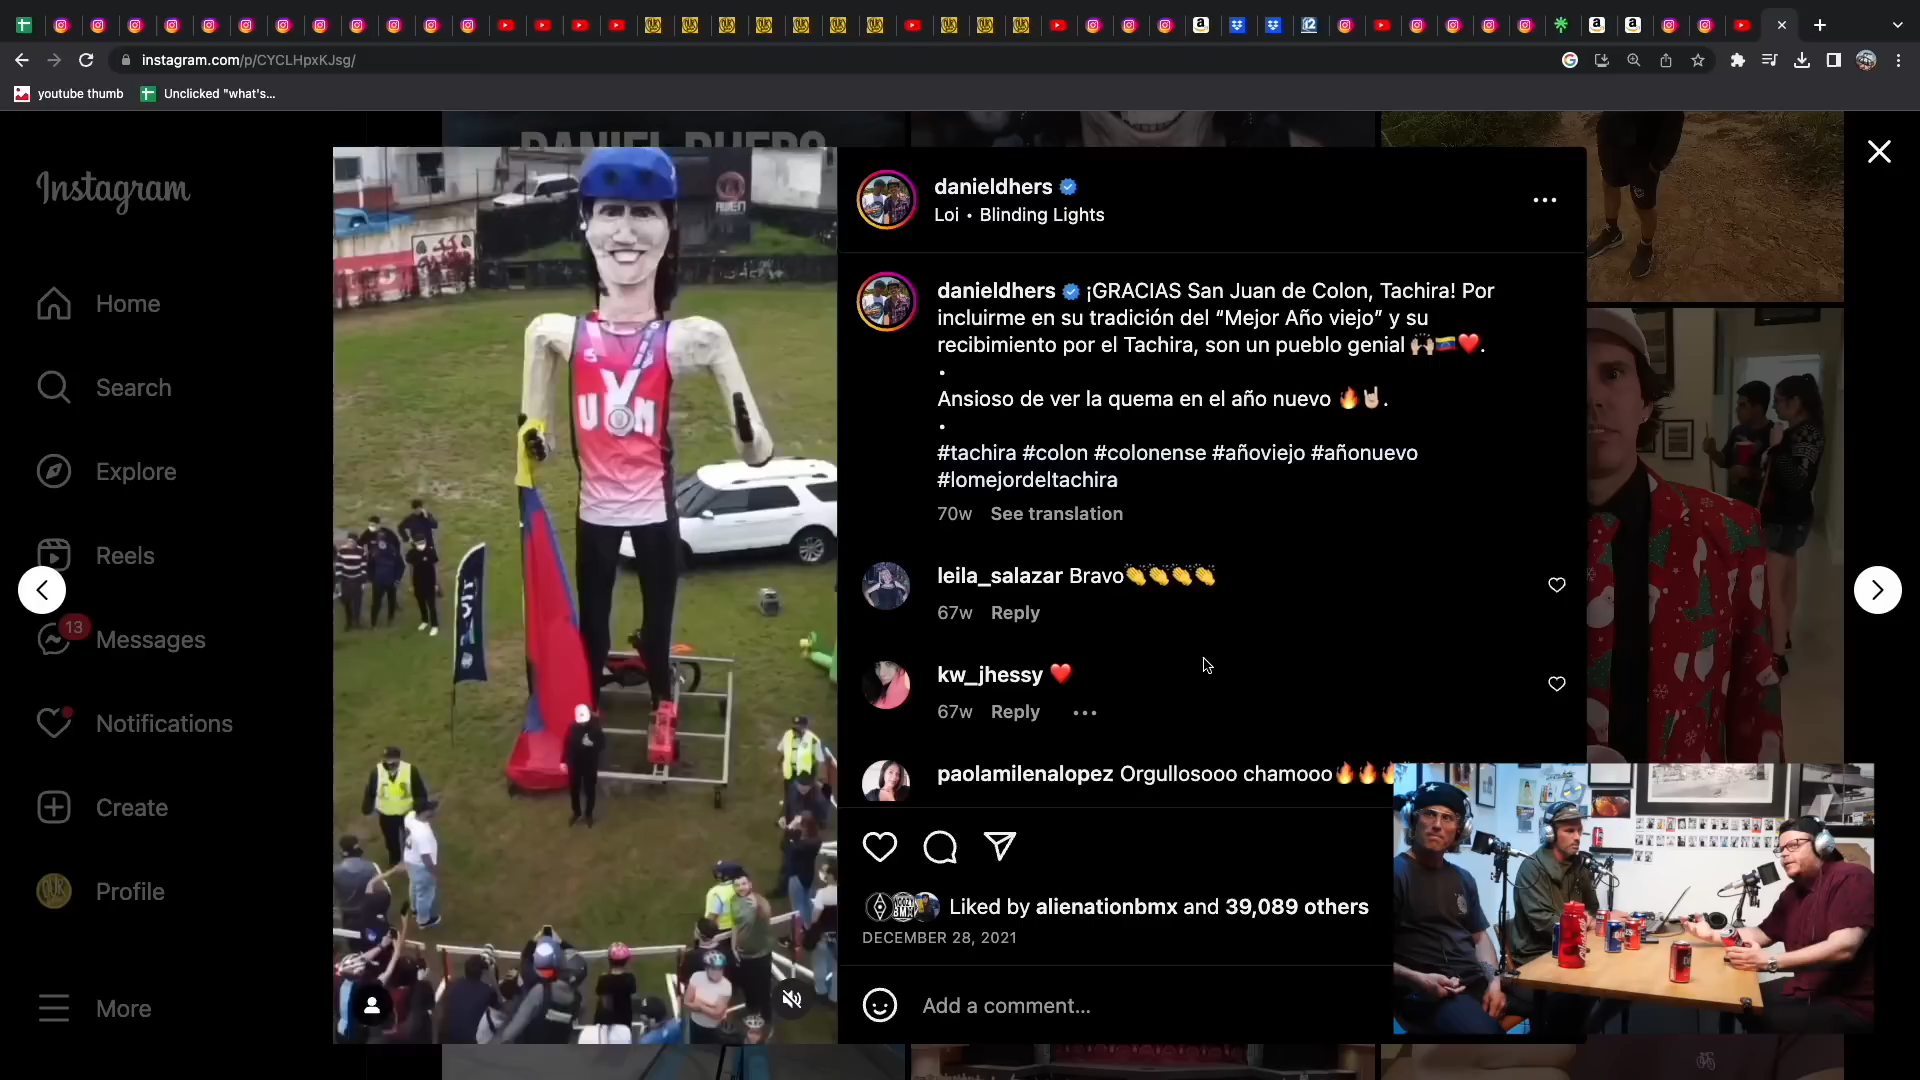 instagram.com/p/CYCLHpxKJsg/
youtube thumb
Unclicked "what's...
DANIEL DHERS
Instagram
Home
Search
Explore
Reels
13
Messages
Notifications
Create
Profile
More
danieldhers
Loi • Blinding Lights
danieldhers ¡GRACIAS San Juan de Colon, Tachira! Por
incluirme en su tradición del “Mejor Año viejo” y su
recibimiento por el Tachira, son un pueblo genial 🙌🏻🇻🇪❤️.
•
Ansioso de ver la quema en el año nuevo 🔥🤘🏻.
•
#tachira #colon #colonense #añoviejo #añonuevo
#lomejordeltachira
70w See translation
leila_salazar Bravo👏👏👏👏
67w Reply
kw_jhessy ❤️
67w Reply
paolamilenalopez Orgullosooo chamooo🔥🔥🔥
Liked by alienationbmx and 39,089 others
DECEMBER 28, 2021
Add a comment...